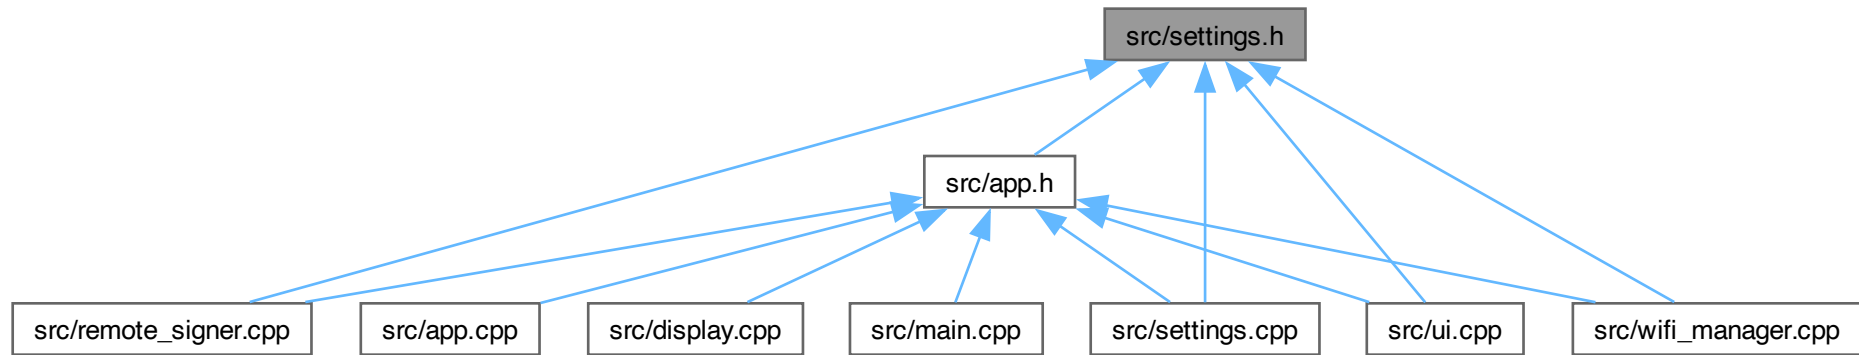 src/settings.h
src/app.h
src/remote_signer.cpp
src/app.cpp
src/display.cpp
src/main.cpp
src/settings.cpp
src/ui.cpp
src/wifi_manager.cpp